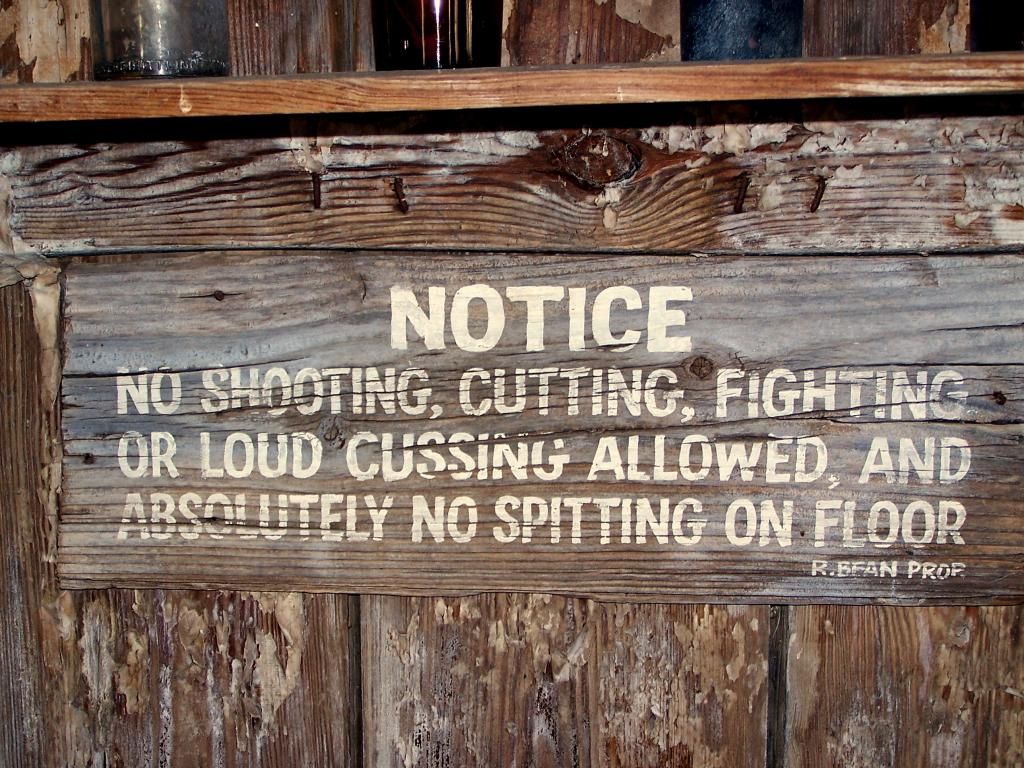 NOTICE
NO SHOOTING, CUTTING, FIGHTING
OR LOUD CUSSING ALLOWED, AND
ABSOLUTELY NO SPITTING ON FLOOR
R. BEAN PROP.